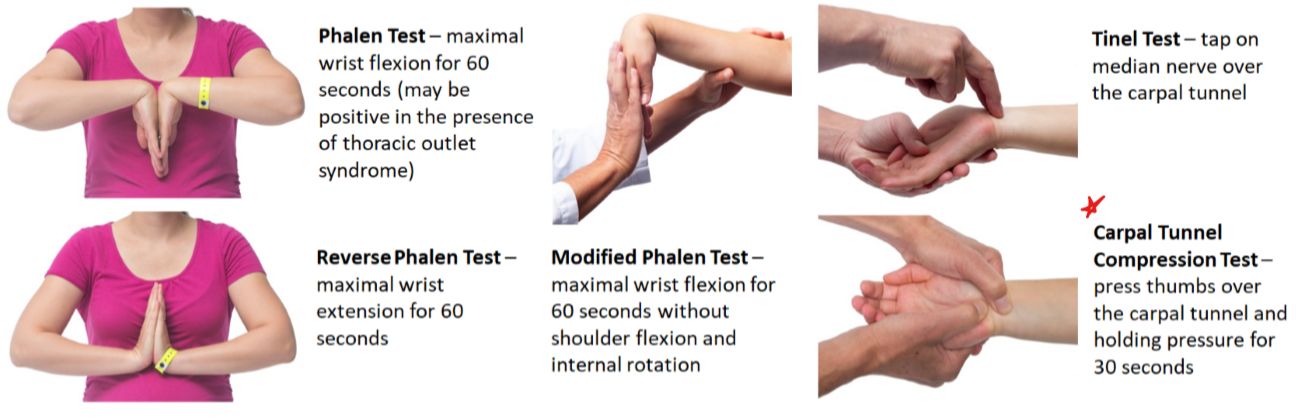 Phalen Test – maximal
wrist flexion for 60
seconds (may be
positive in the presence
of thoracic outlet
syndrome)
Reverse Phalen Test –
maximal wrist
extension for 60
seconds
Modified Phalen Test –
maximal wrist flexion for
60 seconds without
shoulder flexion and
internal rotation
Tinel Test – tap on
median nerve over
the carpal tunnel
Carpal Tunnel
Compression Test –
press thumbs over
the carpal tunnel and
holding pressure for
30 seconds